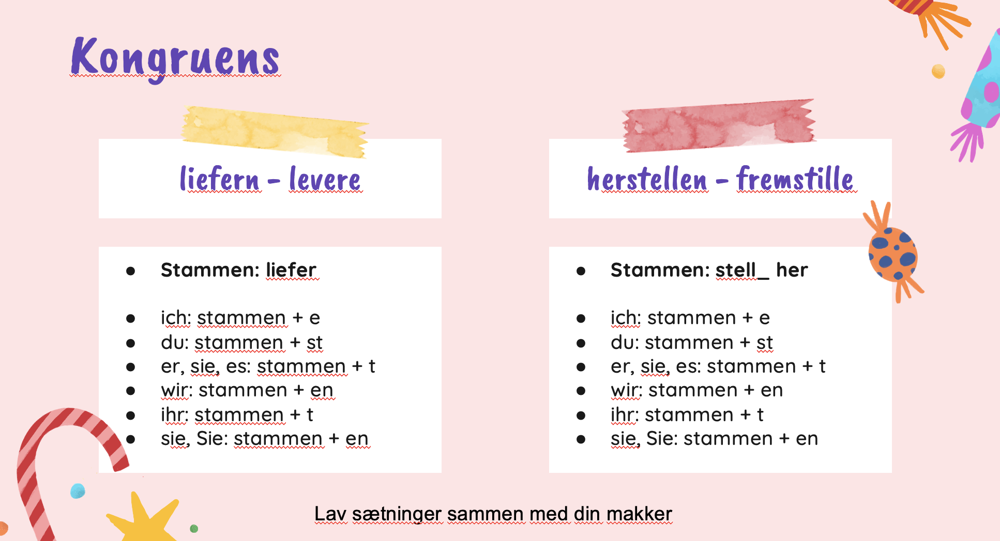 Kongruens
liefern - levere
● Stammen: liefer
● ich: stammen + e
● du: stammen + st
● er, sie, es: stammen + t
● wir: stammen + en
● ihr: stammen + t
● sie, Sie: stammen + en
herstellen - fremstille
● Stammen: stell_ her
● ich: stammen + e
● du: stammen + st
● er, sie, es: stammen + t
● wir: stammen + en
● ihr: stammen + t
● sie, Sie: stammen + en
Lav sætninger sammen med din makker